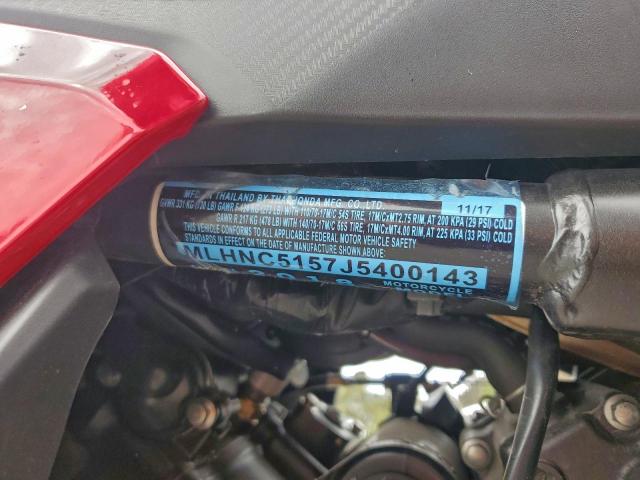 MFD. IN THAILAND BY THAI HONDA MFG. CO., LTD. 11/17
GVWR 331 KG (730 LB) GAWR F WITH 110/70-17M/C 54S TIRE, 17M/CxMT2.75 RIM, AT 200 KPA (29 PSI) COLD
GAWR R 217 KG (478 LB) WITH 140/70-17M/C 66S TIRE, 17M/CxMT4.00 RIM, AT 225 KPA (33 PSI) COLD
THIS VEHICLE CONFORMS TO ALL APPLICABLE FEDERAL MOTOR VEHICLE SAFETY
STANDARDS IN EFFECT ON THE DATE OF MANUFACTURE SHOWN ABOVE:
MLHNC5157J5400143
2018 MOTORCYCLE